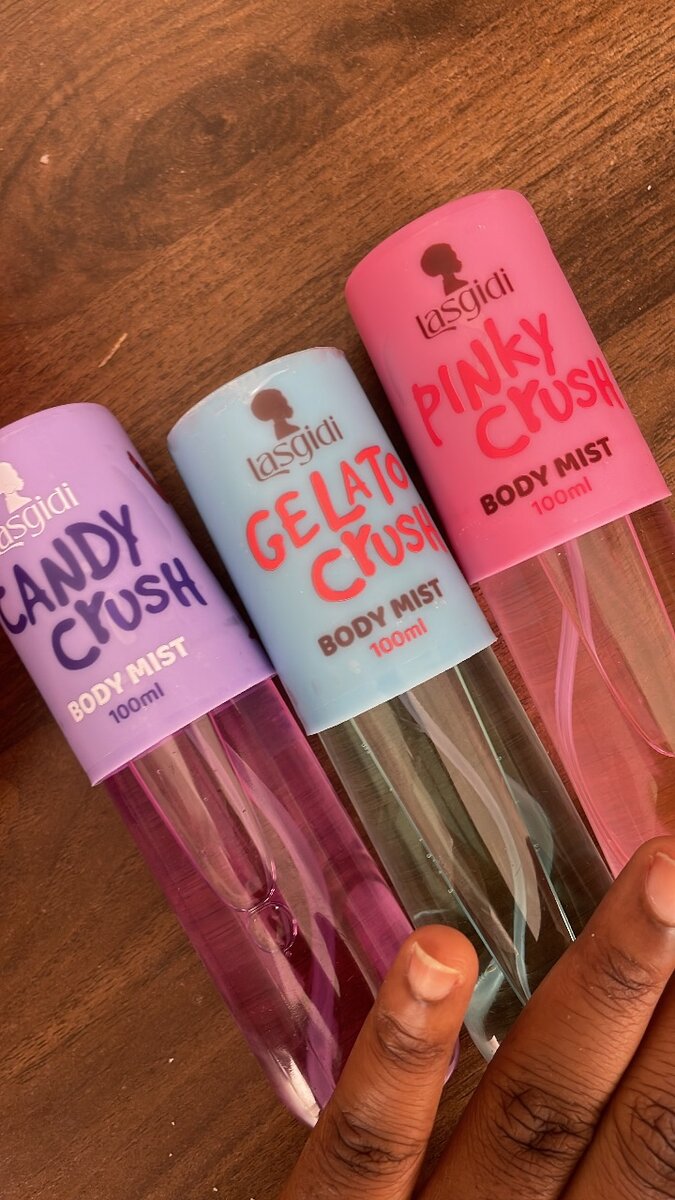 Lasgidi
CANDY
CRUSH
BODY MIST
100ml
Lasgidi
GELATO
CRUSH
BODY MIST
100ml
Lasgidi
PINKY
CRUSH
BODY MIST
100ml